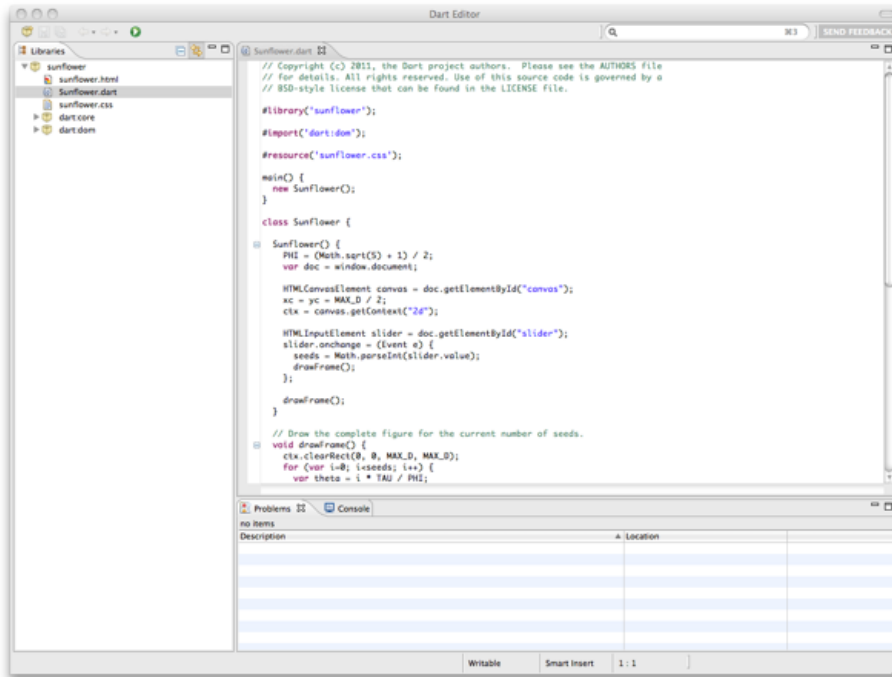 Dart Editor
⌘3
SEND FEEDBACK
Libraries
sunflower
sunflower.html
Sunflower.dart
sunflower.css
dart:core
dart:dom
Sunflower.dart
// Copyright (c) 2011, the Dart project authors.  Please see the AUTHORS file
// for details. All rights reserved. Use of this source code is governed by a
// BSD-style license that can be found in the LICENSE file.
#library('sunflower');
#import('dart:dom');
#resource('sunflower.css');
main() {
  new Sunflower();
}
class Sunflower {
  Sunflower() {
    PHI = (Math.sqrt(5) + 1) / 2;
    var doc = window.document;
    HTMLCanvasElement canvas = doc.getElementById("canvas");
    xc = yc = MAX_D / 2;
    ctx = canvas.getContext("2d");
    HTMLInputElement slider = doc.getElementById("slider");
    slider.onchange = (Event e) {
      seeds = Math.parseInt(slider.value);
      drawFrame();
    };
    drawFrame();
  }
  // Draw the complete figure for the current number of seeds.
  void drawFrame() {
    ctx.clearRect(0, 0, MAX_D, MAX_D);
    for (var i=0; i<seeds; i++) {
      var theta = i * TAU / PHI;
Problems
Console
no items
Description
Location
Writable
Smart Insert
1 : 1